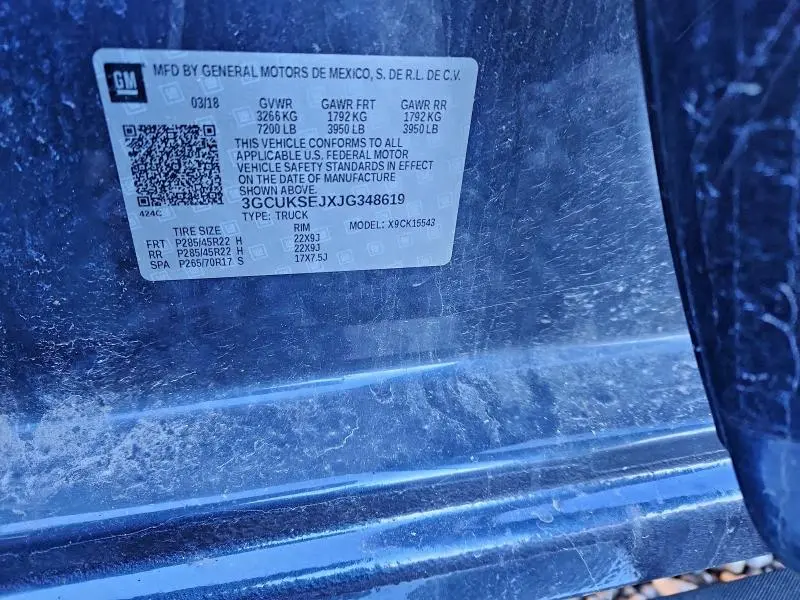 GM MFD BY GENERAL MOTORS DE MEXICO, S. DE R.L. DE C.V.
03/18 GVWR GAWR FRT GAWR RR
3266 KG 1792 KG 1792 KG
7200 LB 3950 LB 3950 LB
THIS VEHICLE CONFORMS TO ALL
APPLICABLE U.S. FEDERAL MOTOR
VEHICLE SAFETY STANDARDS IN EFFECT
ON THE DATE OF MANUFACTURE
SHOWN ABOVE.
3GCUKSEJXJG348619
424C TYPE: TRUCK MODEL: X9CK15543
TIRE SIZE RIM
FRT P285/45R22 H 22X9J
RR P285/45R22 H 22X9J
SPA P265/70R17 S 17X7.5J